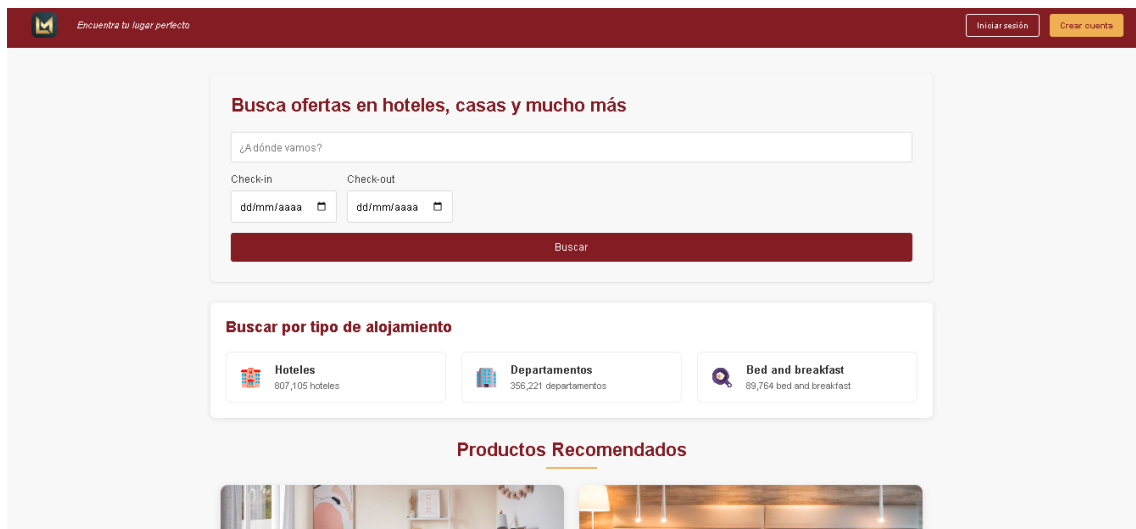 Encuentra tu lugar perfecto
Iniciar sesión
Crear cuenta
Busca ofertas en hoteles, casas y mucho más
¿A dónde vamos?
Check-in
Check-out
dd/mm/aaaa
dd/mm/aaaa
Buscar
Buscar por tipo de alojamiento
Hoteles
807,105 hoteles
Departamentos
356,221 departamentos
Bed and breakfast
89,764 bed and breakfast
Productos Recomendados